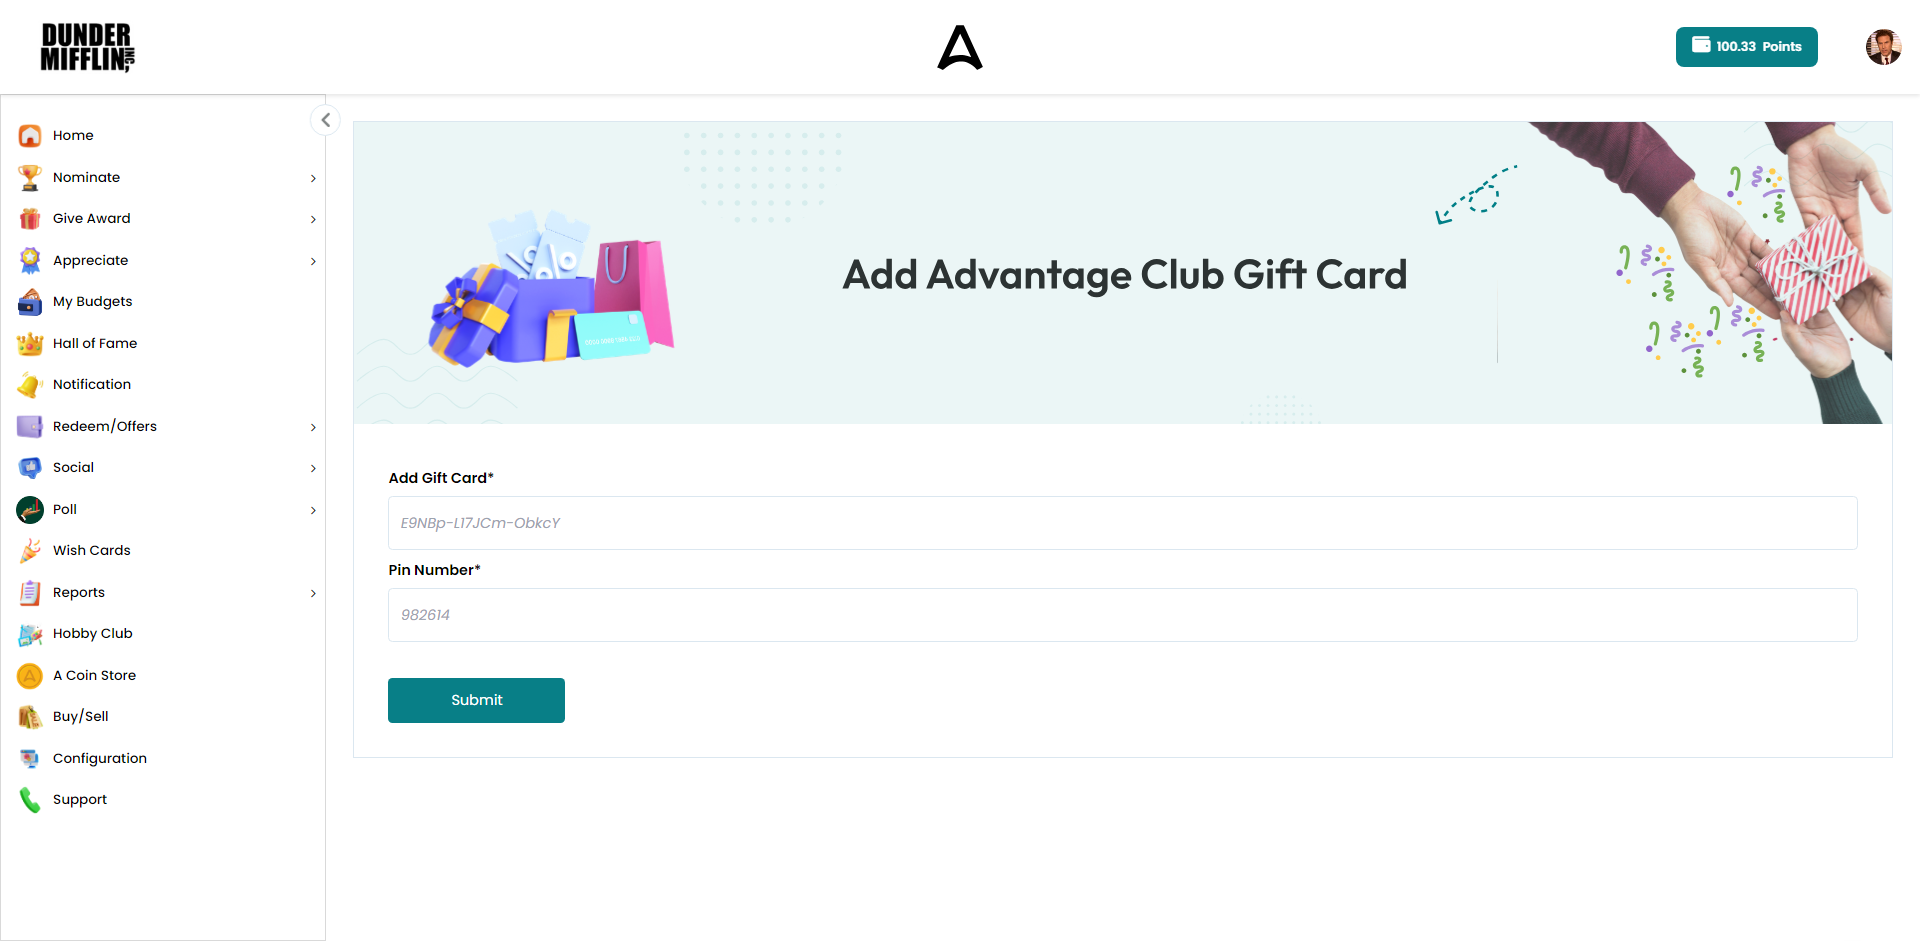 DUNDER
MIFFLIN, INC
100.33 Points
Home
Nominate
Give Award
Appreciate
My Budgets
Hall of Fame
Notification
Redeem/Offers
Social
Poll
Wish Cards
Reports
Hobby Club
A Coin Store
Buy/Sell
Configuration
Support
Add Advantage Club Gift Card
Add Gift Card*
E9NBp-L17JCm-ObkcY
Pin Number*
982614
Submit